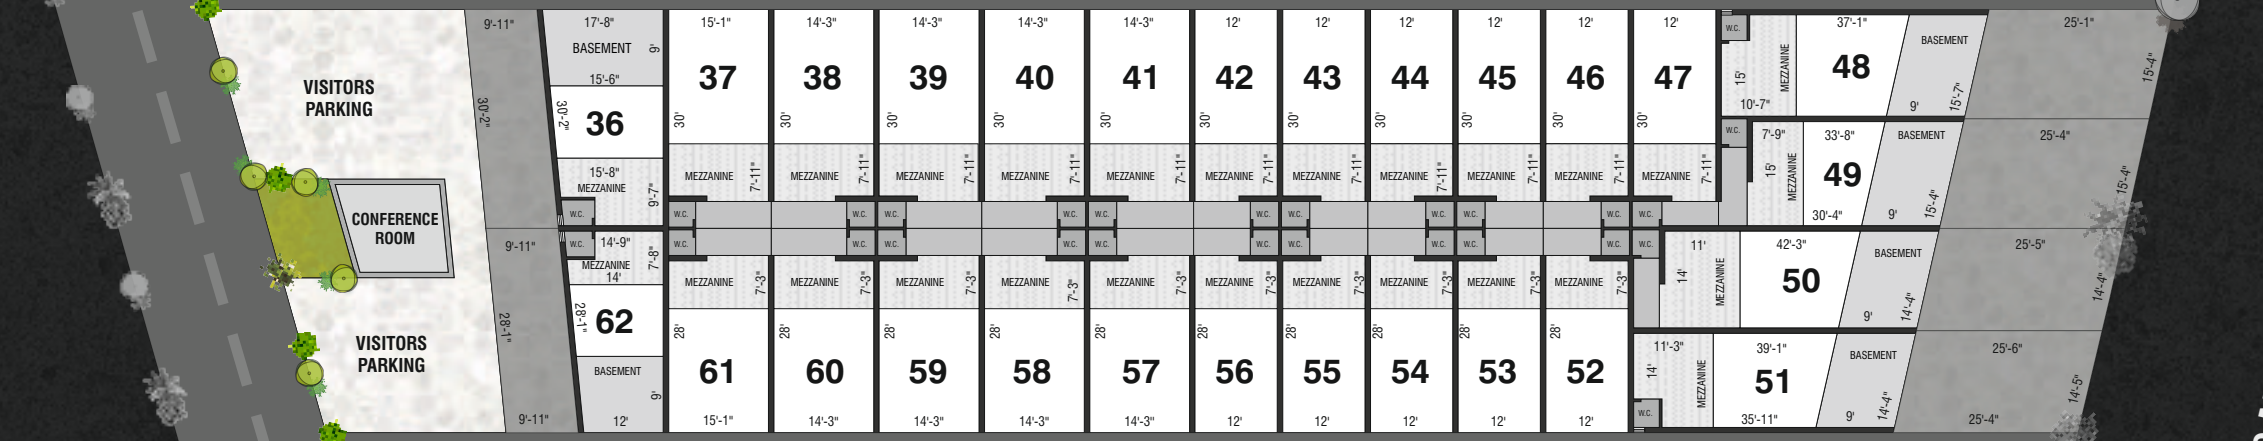 VISITORS
PARKING
CONFERENCE
ROOM
VISITORS
PARKING
9'-11"
30'-2"
9'-11"
28'-1"
9'-11"
17'-8"
BASEMENT
9'
15'-6"
30'-2"
36
15'-8"
MEZZANINE
9'-7"
W.C.
W.C.
14'-9"
MEZZANINE
14'
7'-8"
28'-1"
62
BASEMENT
9'
12'
15'-1"
37
30'
MEZZANINE
7'-11"
W.C.
14'-3"
38
30'
MEZZANINE
7'-11"
W.C.
14'-3"
39
30'
MEZZANINE
7'-11"
W.C.
14'-3"
40
30'
MEZZANINE
7'-11"
W.C.
14'-3"
41
30'
MEZZANINE
7'-11"
W.C.
12'
42
30'
MEZZANINE
7'-11"
W.C.
12'
43
30'
MEZZANINE
7'-11"
W.C.
12'
44
30'
MEZZANINE
7'-11"
W.C.
12'
45
30'
MEZZANINE
7'-11"
W.C.
12'
46
30'
MEZZANINE
7'-11"
W.C.
12'
47
30'
MEZZANINE
7'-11"
W.C.
W.C.
MEZZANINE
7'-3"
28'
61
15'-1"
W.C.
MEZZANINE
7'-3"
28'
60
14'-3"
W.C.
MEZZANINE
7'-3"
28'
59
14'-3"
W.C.
MEZZANINE
7'-3"
28'
58
14'-3"
W.C.
MEZZANINE
7'-3"
28'
57
14'-3"
W.C.
MEZZANINE
7'-3"
28'
56
12'
W.C.
MEZZANINE
7'-3"
28'
55
12'
W.C.
MEZZANINE
7'-3"
28'
54
12'
W.C.
MEZZANINE
7'-3"
28'
53
12'
W.C.
MEZZANINE
7'-3"
28'
52
12'
W.C.
15'
MEZZANINE
10'-7"
37'-1"
48
9'
BASEMENT
15'-7"
25'-1"
15'-4"
W.C.
7'-9"
15'
MEZZANINE
33'-8"
49
30'-4"
BASEMENT
9'
15'-4"
25'-4"
15'-4"
W.C.
11'
14'
MEZZANINE
42'-3"
50
BASEMENT
9'
14'-4"
25'-5"
14'-4"
11'-3"
14'
MEZZANINE
W.C.
39'-1"
51
35'-11"
BASEMENT
9'
14'-4"
25'-6"
14'-5"
25'-4"